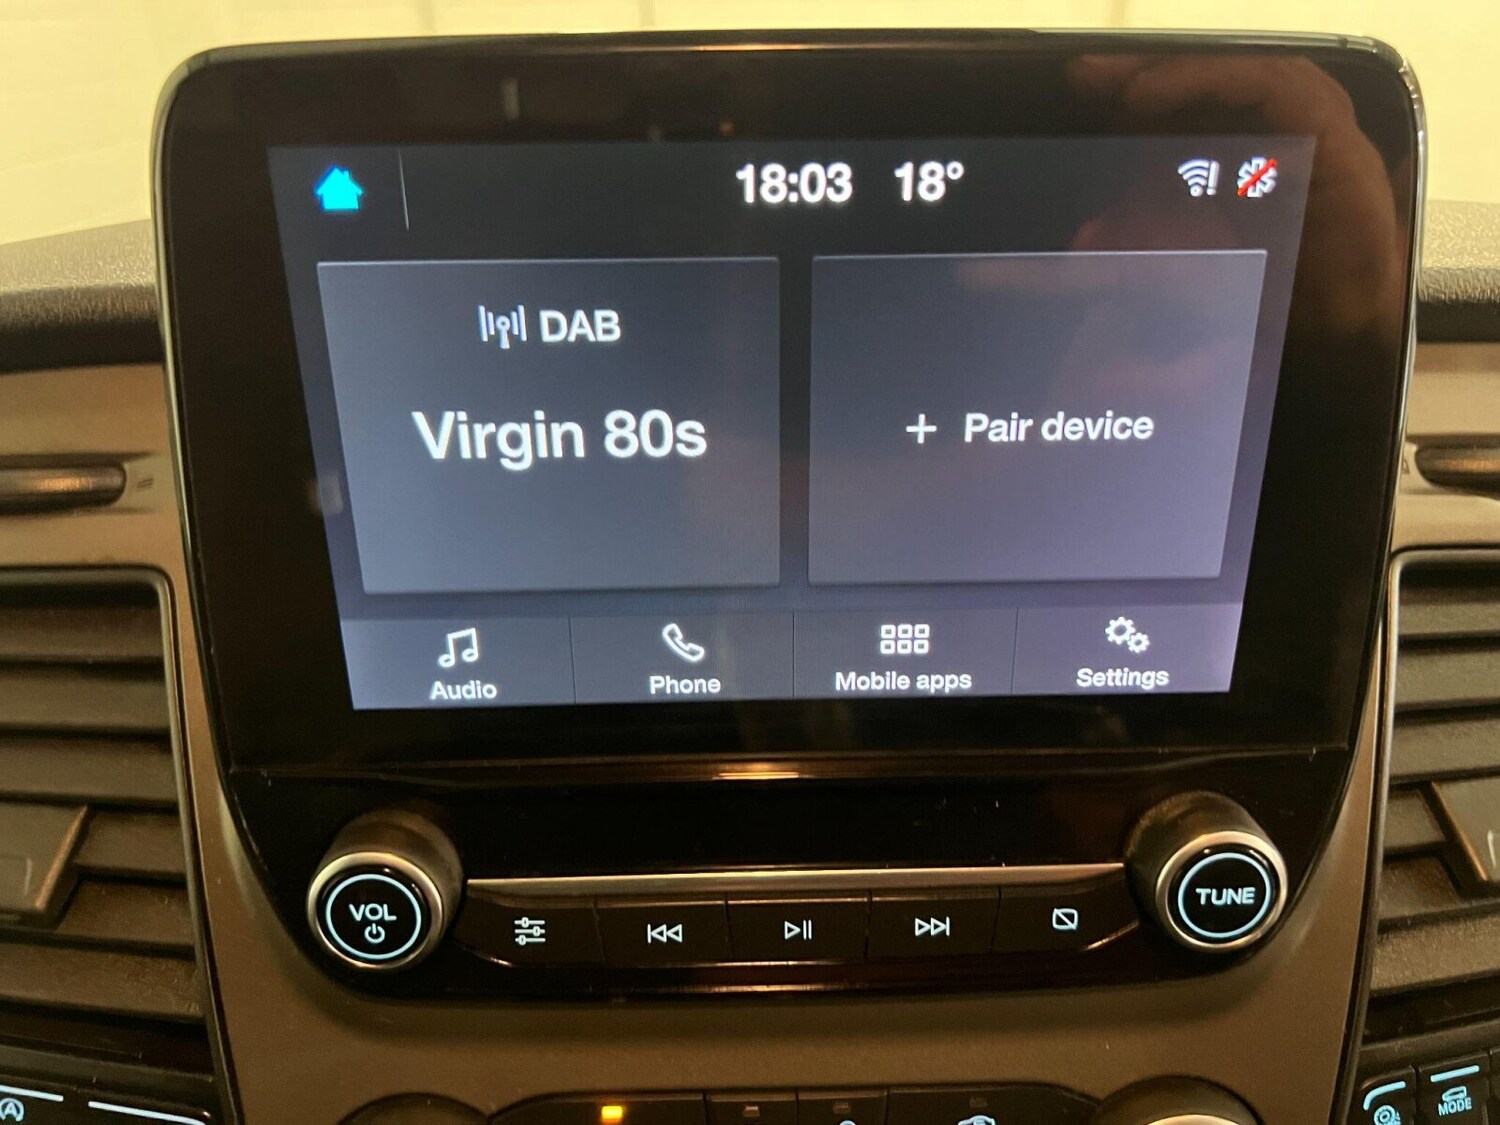 18:03 18°
DAB
Virgin 80s
+ Pair device
Audio
Phone
Mobile apps
Settings
VOL
TUNE
A
MODE